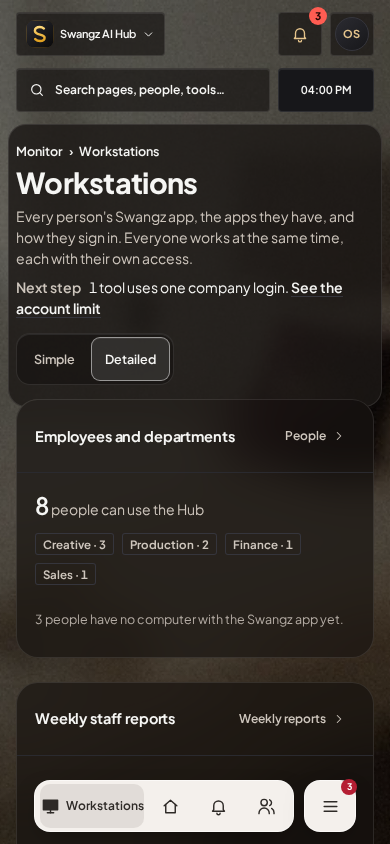 3
S Swangz AI Hub
OS
Search pages, people, tools...
04:00 PM
Monitor › Workstations
Workstations
Every person's Swangz app, the apps they have, and
how they sign in. Everyone works at the same time,
each with their own access.
Next step 1 tool uses one company login. See the
account limit
Simple Detailed
Employees and departments People
8 people can use the Hub
Creative · 3 Production · 2 Finance · 1
Sales · 1
3 people have no computer with the Swangz app yet.
Weekly staff reports Weekly reports
3
Workstations